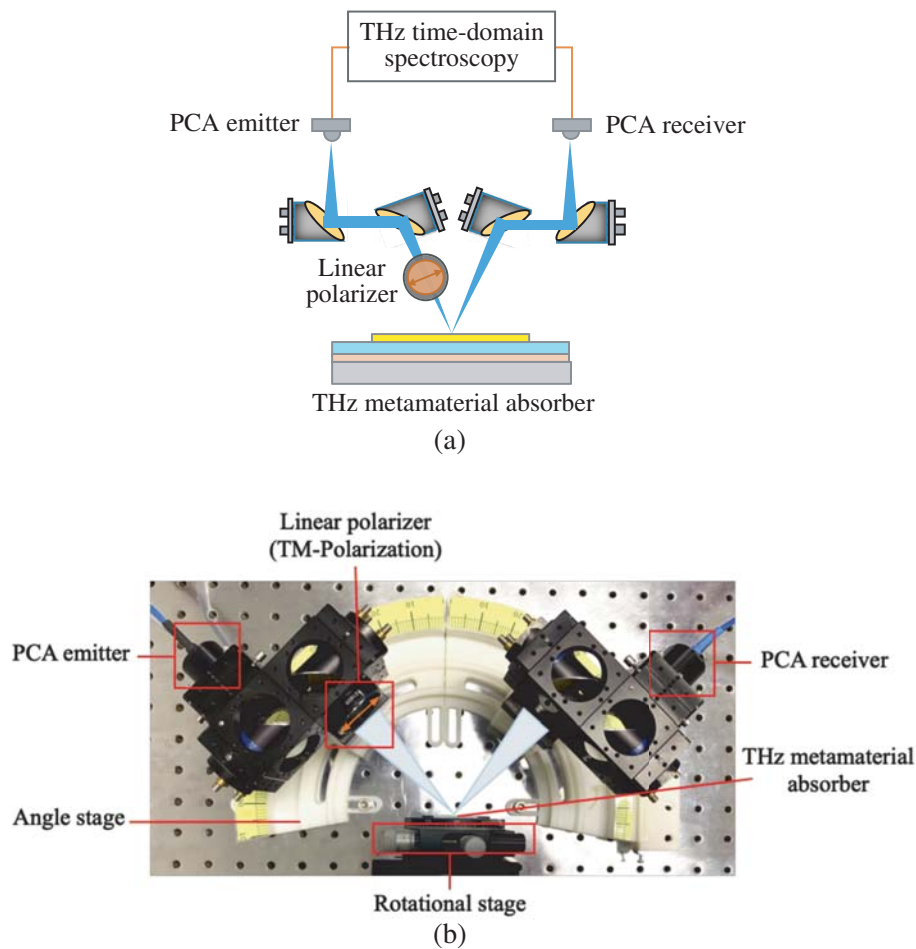 THz time-domain
spectroscopy
PCA emitter
PCA receiver
Linear
polarizer
THz metamaterial absorber
(a)
Linear polarizer
(TM-Polarization)
PCA emitter
PCA receiver
THz metamaterial
absorber
Angle stage
Rotational stage
(b)